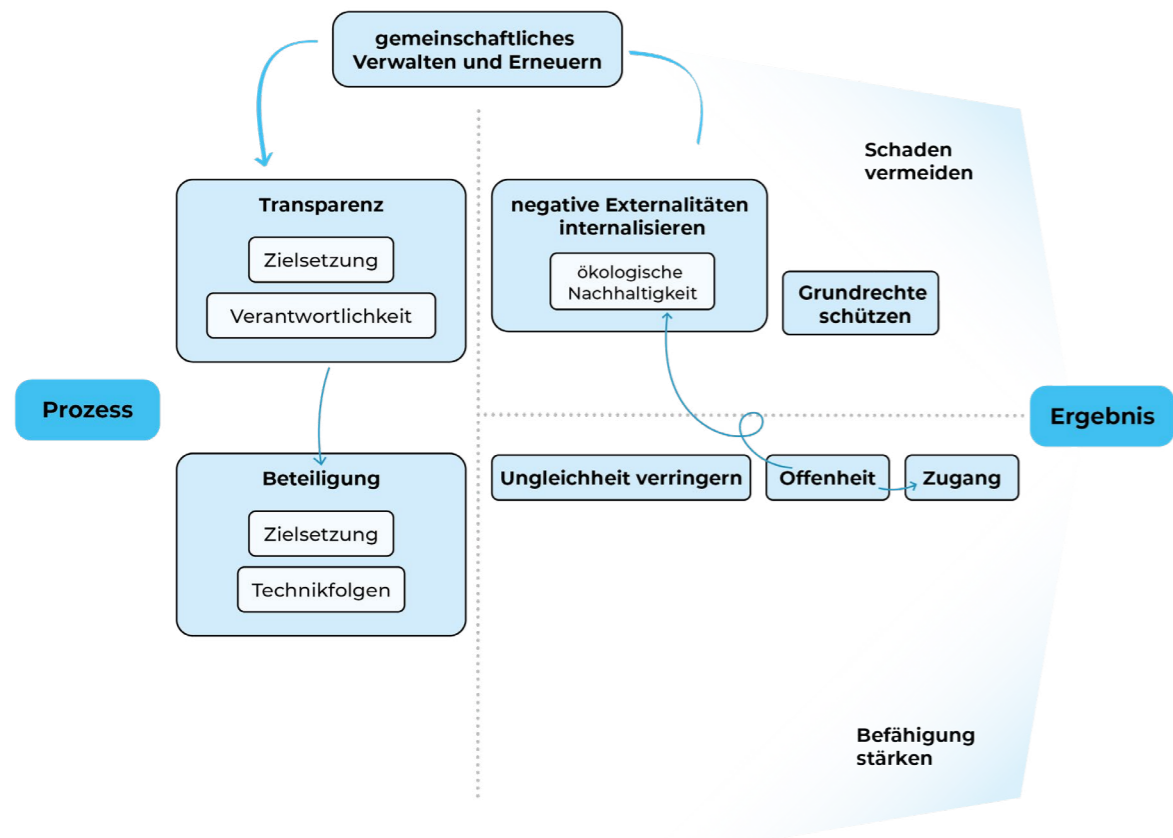 gemeinschaftliches
Verwalten und Erneuern
Schaden
vermeiden
Transparenz
Zielsetzung
Verantwortlichkeit
negative Externalitäten
internalisieren
ökologische
Nachhaltigkeit
Grundrechte
schützen
Prozess
Ergebnis
Beteiligung
Zielsetzung
Technikfolgen
Ungleichheit verringern
Offenheit
Zugang
Befähigung
stärken